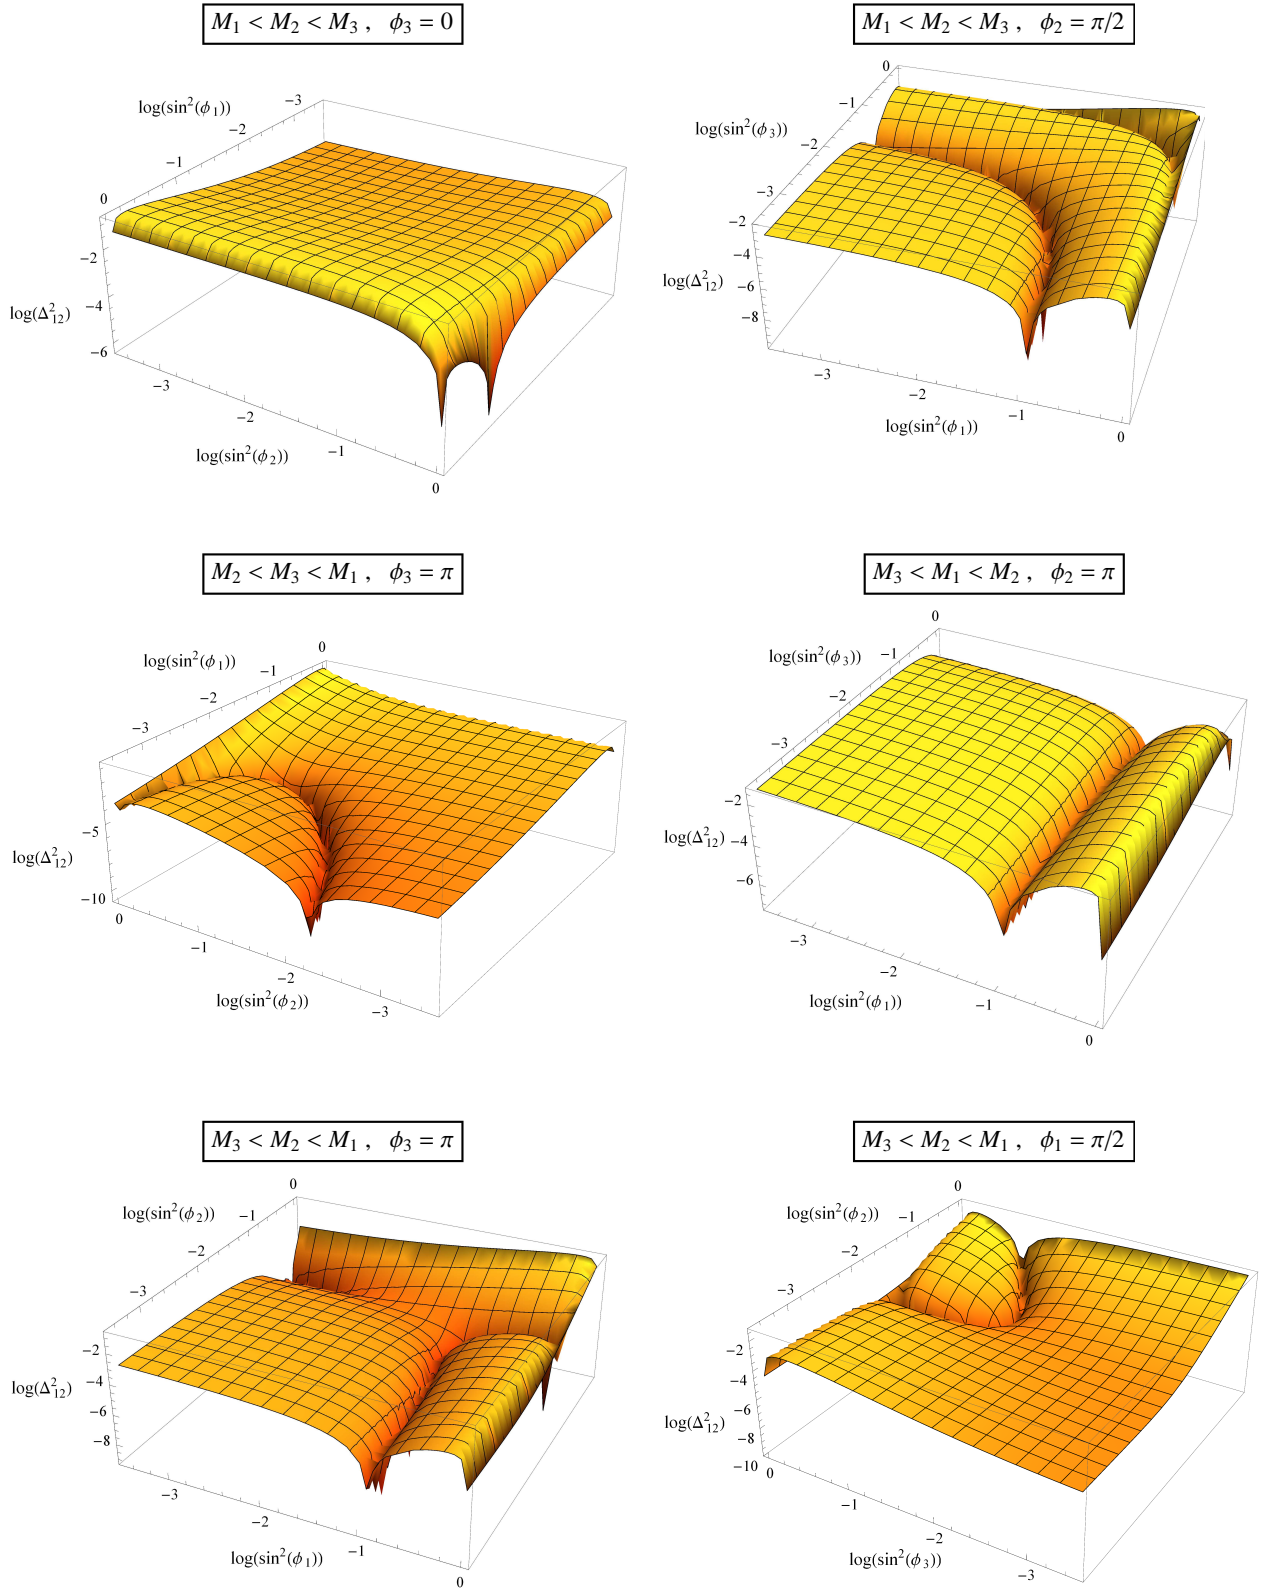 M₁ < M₂ < M₃ , ϕ₃ = 0
log(sin²(ϕ₁))
-3
-2
-1
0
-2
log(Δ²₁₂)
-4
-6
-3
-2
log(sin²(ϕ₂))
-1
0
M₁ < M₂ < M₃ , ϕ₂ = π/2
0
-1
log(sin²(ϕ₃))
-2
-3
-2
-4
log(Δ²₁₂)
-6
-8
-3
-2
-1
log(sin²(ϕ₁))
0
M₂ < M₃ < M₁ , ϕ₃ = π
0
log(sin²(ϕ₁))
-1
-2
-3
-5
log(Δ²₁₂)
-10
0
-1
-2
log(sin²(ϕ₂))
-3
M₃ < M₁ < M₂ , ϕ₂ = π
0
log(sin²(ϕ₃))
-1
-2
-3
-2
log(Δ²₁₂)
-4
-6
-3
-2
log(sin²(ϕ₁))
-1
0
M₃ < M₂ < M₁ , ϕ₃ = π
0
log(sin²(ϕ₂))
-1
-2
-3
-2
log(Δ²₁₂)
-4
-6
-8
-3
-2
log(sin²(ϕ₁))
-1
0
M₃ < M₂ < M₁ , ϕ₁ = π/2
0
log(sin²(ϕ₂))
-1
-2
-3
-2
-4
-6
log(Δ²₁₂)
-8
-10
0
-1
-2
log(sin²(ϕ₃))
-3